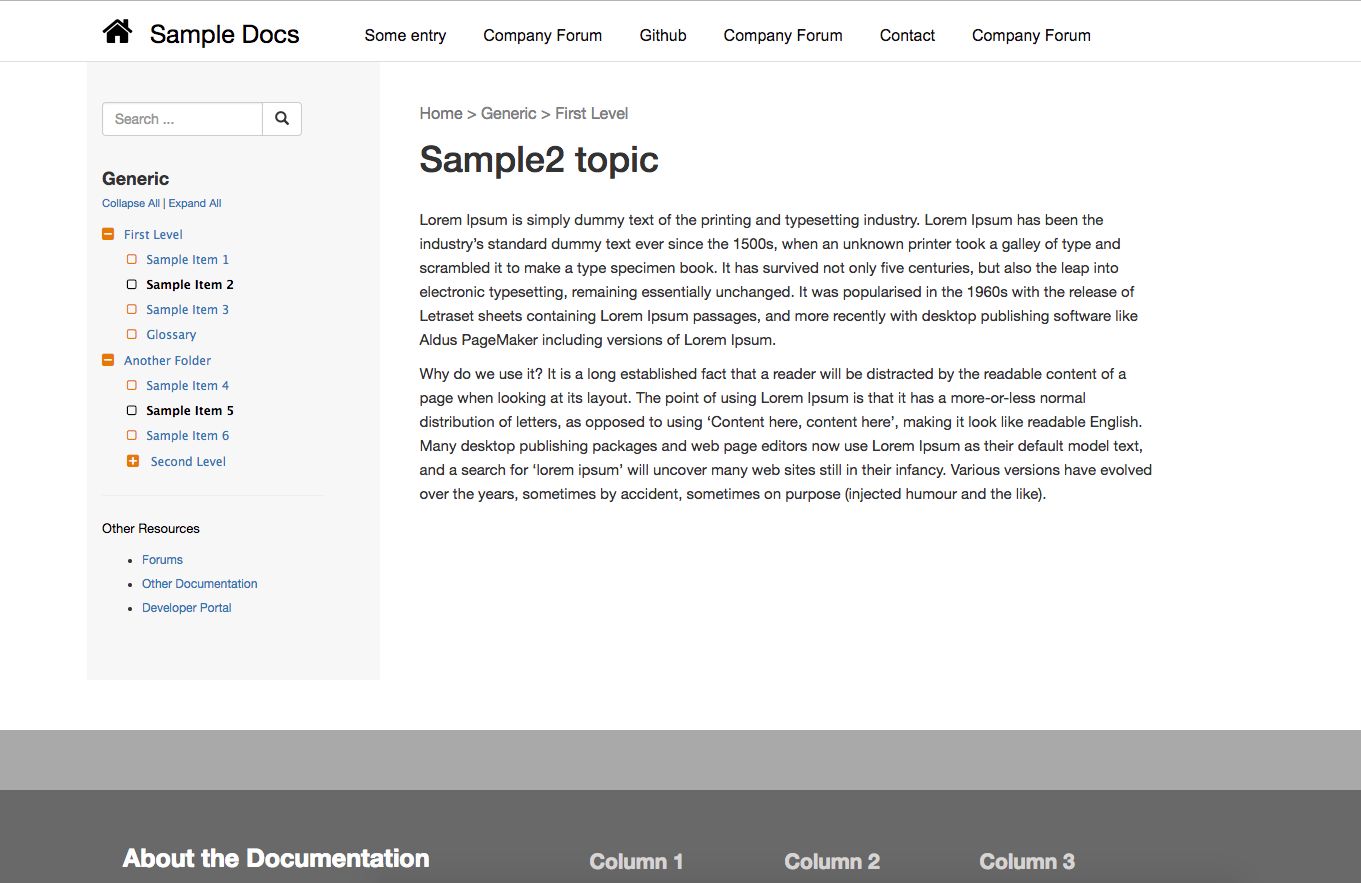 Sample Docs Some entry Company Forum Github Company Forum Contact Company Forum
Search ...
Generic
Collapse All | Expand All
First Level
Sample Item 1
Sample Item 2
Sample Item 3
Glossary
Another Folder
Sample Item 4
Sample Item 5
Sample Item 6
Second Level
Other Resources
Forums
Other Documentation
Developer Portal
Home > Generic > First Level
Sample2 topic
Lorem Ipsum is simply dummy text of the printing and typesetting industry. Lorem Ipsum has been the
industry’s standard dummy text ever since the 1500s, when an unknown printer took a galley of type and
scrambled it to make a type specimen book. It has survived not only five centuries, but also the leap into
electronic typesetting, remaining essentially unchanged. It was popularised in the 1960s with the release of
Letraset sheets containing Lorem Ipsum passages, and more recently with desktop publishing software like
Aldus PageMaker including versions of Lorem Ipsum.
Why do we use it? It is a long established fact that a reader will be distracted by the readable content of a
page when looking at its layout. The point of using Lorem Ipsum is that it has a more-or-less normal
distribution of letters, as opposed to using ‘Content here, content here’, making it look like readable English.
Many desktop publishing packages and web page editors now use Lorem Ipsum as their default model text,
and a search for ‘lorem ipsum’ will uncover many web sites still in their infancy. Various versions have evolved
over the years, sometimes by accident, sometimes on purpose (injected humour and the like).
About the Documentation Column 1 Column 2 Column 3